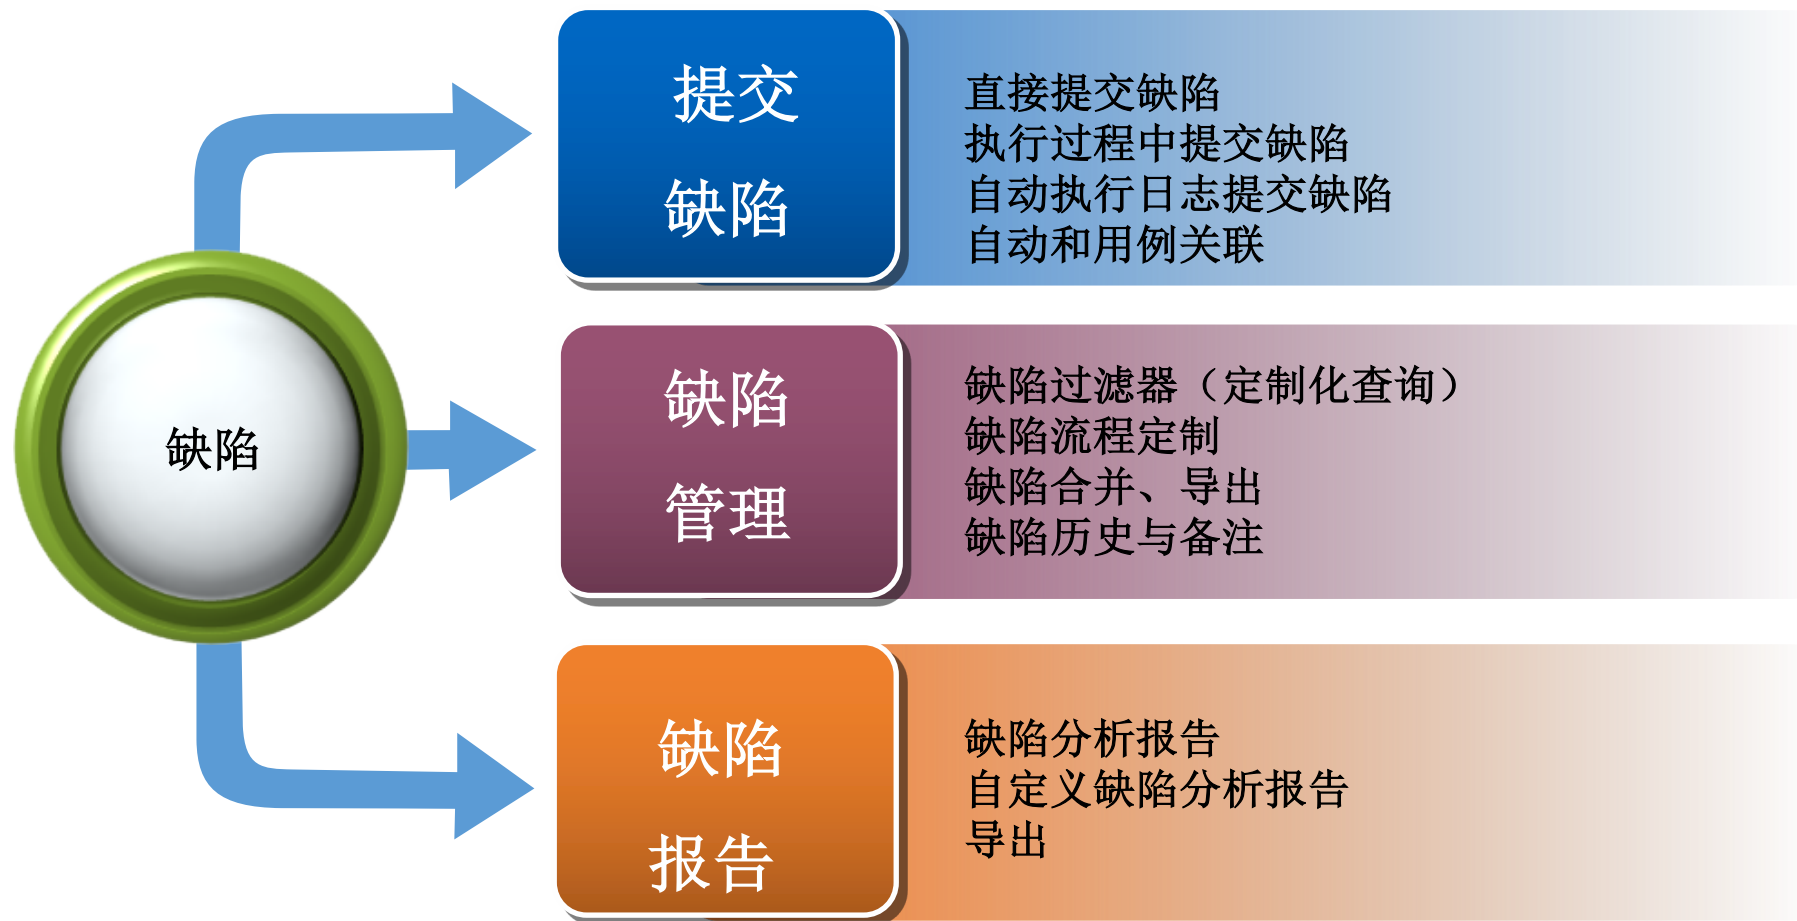 缺陷
提交
缺陷
直接提交缺陷
执行过程中提交缺陷
自动执行日志提交缺陷
自动和用例关联
缺陷
管理
缺陷过滤器（定制化查询）
缺陷流程定制
缺陷合并、导出
缺陷历史与备注
缺陷
报告
缺陷分析报告
自定义缺陷分析报告
导出